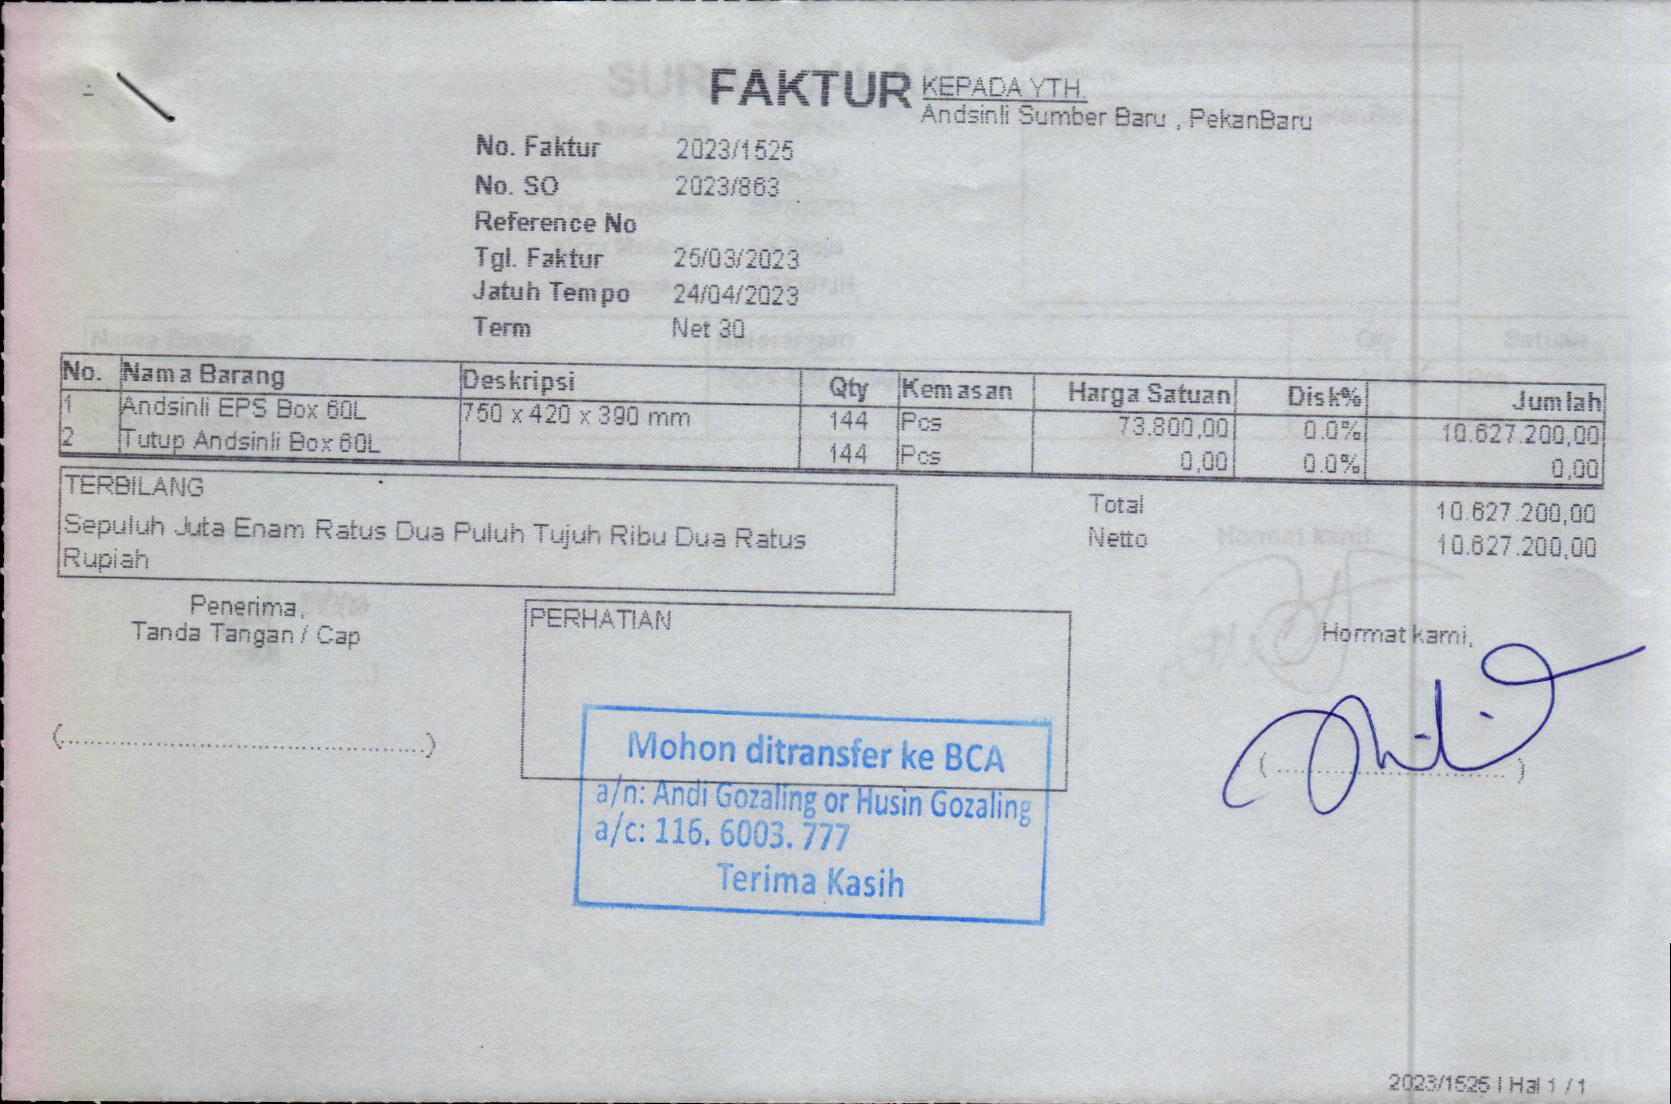 FAKTUR
KEPADA YTH.
Andsinli Sumber Baru , PekanBaru
No. Faktur 2023/1525
No. SO 2023/863
Reference No
Tgl. Faktur 25/03/2023
Jatuh Tempo 24/04/2023
Term Net 30
No. Nama Barang Deskripsi Qty Kemasan Harga Satuan Disk% Jumlah
1 Andsinli EPS Box 60L 750 x 420 x 390 mm 144 Pcs 73.800,00 0.0% 10.627.200,00
2 Tutup Andsinli Box 60L 144 Pcs 0,00 0.0% 0,00
TERBILANG
Sepuluh Juta Enam Ratus Dua Puluh Tujuh Ribu Dua Ratus
Rupiah
Total 10.627.200,00
Netto 10.627.200,00
Penerima,
Tanda Tangan / Cap
(..............................................)
PERHATIAN
Mohon ditransfer ke BCA
a/n: Andi Gozaling or Husin Gozaling
a/c: 116. 6003. 777
Terima Kasih
Hormat kami,
(..............................)
2023/1525 | Hal 1 / 1